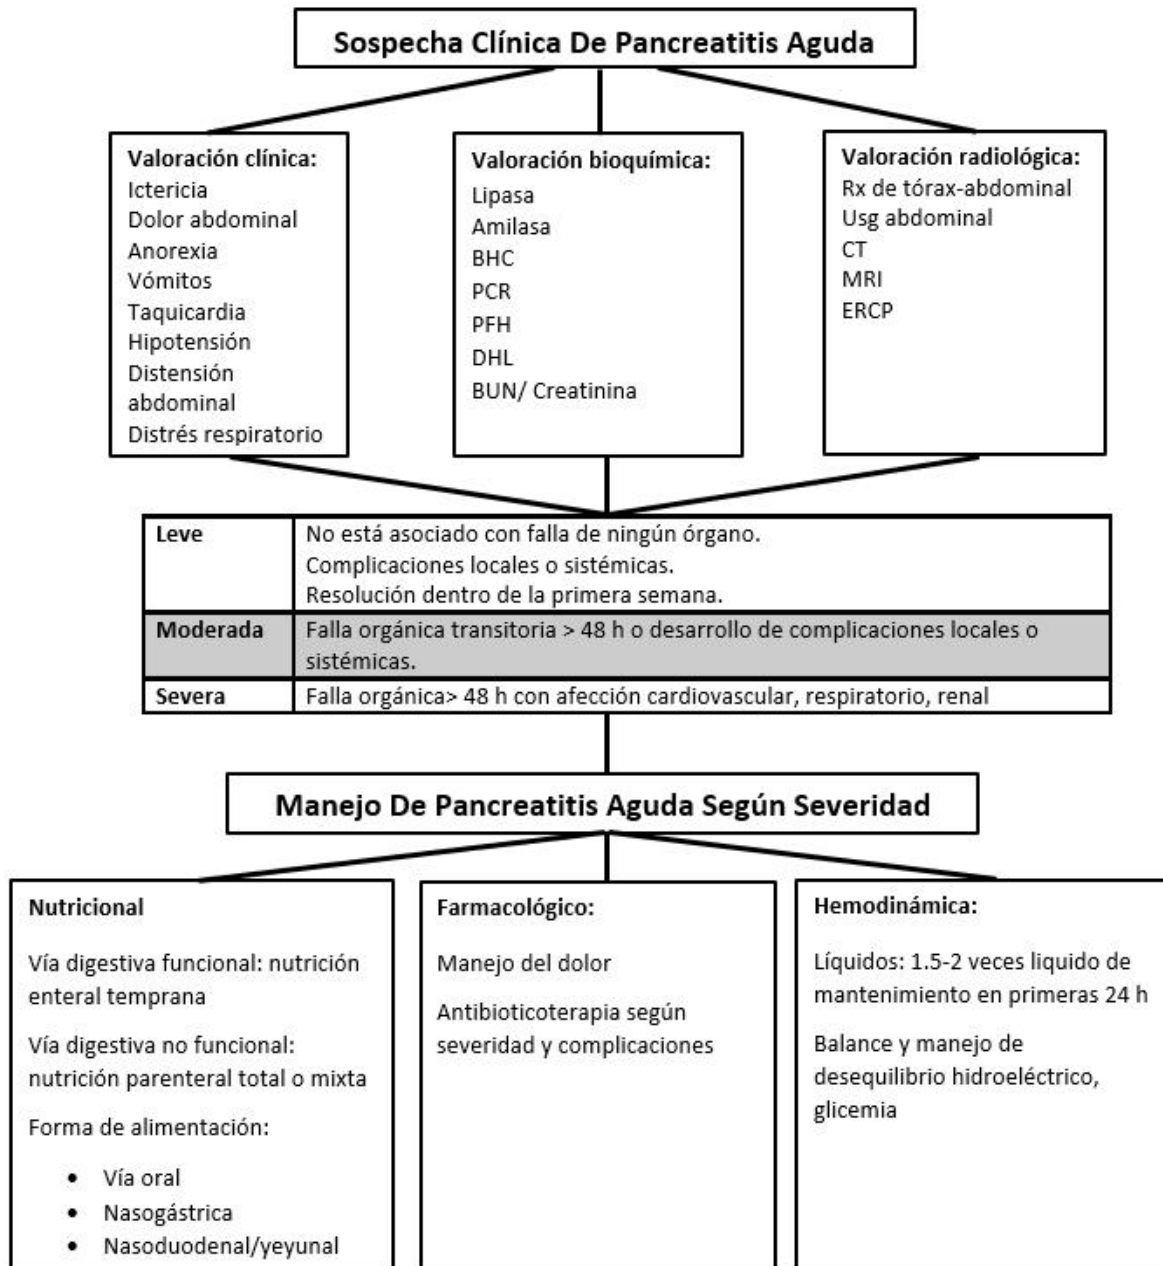 Sospecha Clínica De Pancreatitis Aguda
Valoración clínica:
Ictericia
Dolor abdominal
Anorexia
Vómitos
Taquicardia
Hipotensión
Distensión
abdominal
Distrés respiratorio
Valoración bioquímica:
Lipasa
Amilasa
BHC
PCR
PFH
DHL
BUN/ Creatinina
Valoración radiológica:
Rx de tórax-abdominal
Usg abdominal
CT
MRI
ERCP
Leve
No está asociado con falla de ningún órgano.
Complicaciones locales o sistémicas.
Resolución dentro de la primera semana.
Moderada
Falla orgánica transitoria > 48 h o desarrollo de complicaciones locales o
sistémicas.
Severa
Falla orgánica> 48 h con afección cardiovascular, respiratorio, renal
Manejo De Pancreatitis Aguda Según Severidad
Nutricional
Vía digestiva funcional: nutrición
enteral temprana
Vía digestiva no funcional:
nutrición parenteral total o mixta
Forma de alimentación:
• Vía oral
• Nasogástrica
• Nasoduodenal/yeyunal
Farmacológico:
Manejo del dolor
Antibioticoterapia según
severidad y complicaciones
Hemodinámica:
Líquidos: 1.5-2 veces liquido de
mantenimiento en primeras 24 h
Balance y manejo de
desequilibrio hidroeléctrico,
glicemia